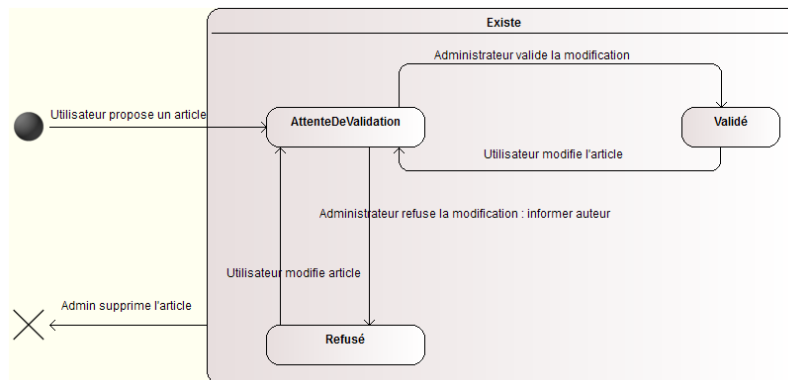 Existe
Administrateur valide la modification
Utilisateur propose un article
AttenteDeValidation
Validé
Utilisateur modifie l'article
Administrateur refuse la modification : informer auteur
Utilisateur modifie article
Admin supprime l'article
Refusé